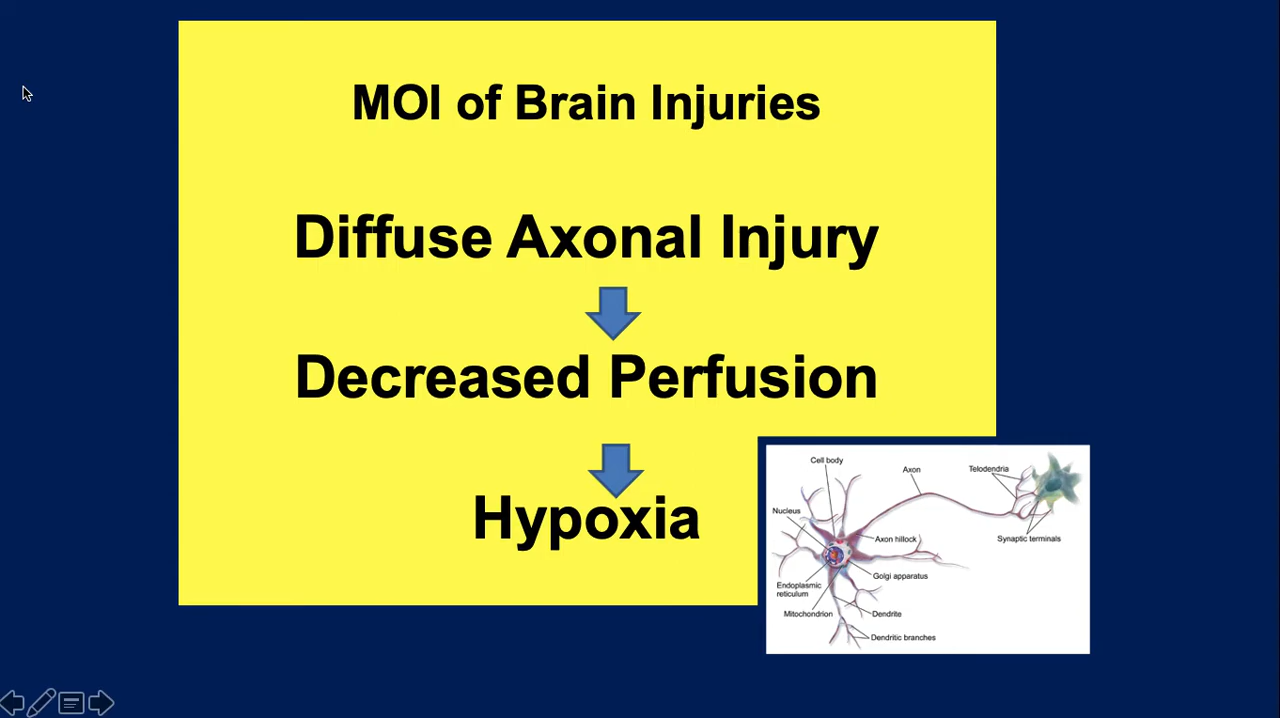 MOI of Brain Injuries
Diffuse Axonal Injury
Decreased Perfusion
Hypoxia
Cell body
Axon
Telodendria
Nucleus
Axon hillock
Synaptic terminals
Golgi apparatus
Endoplasmic
reticulum
Mitochondrion
Dendrite
Dendritic branches